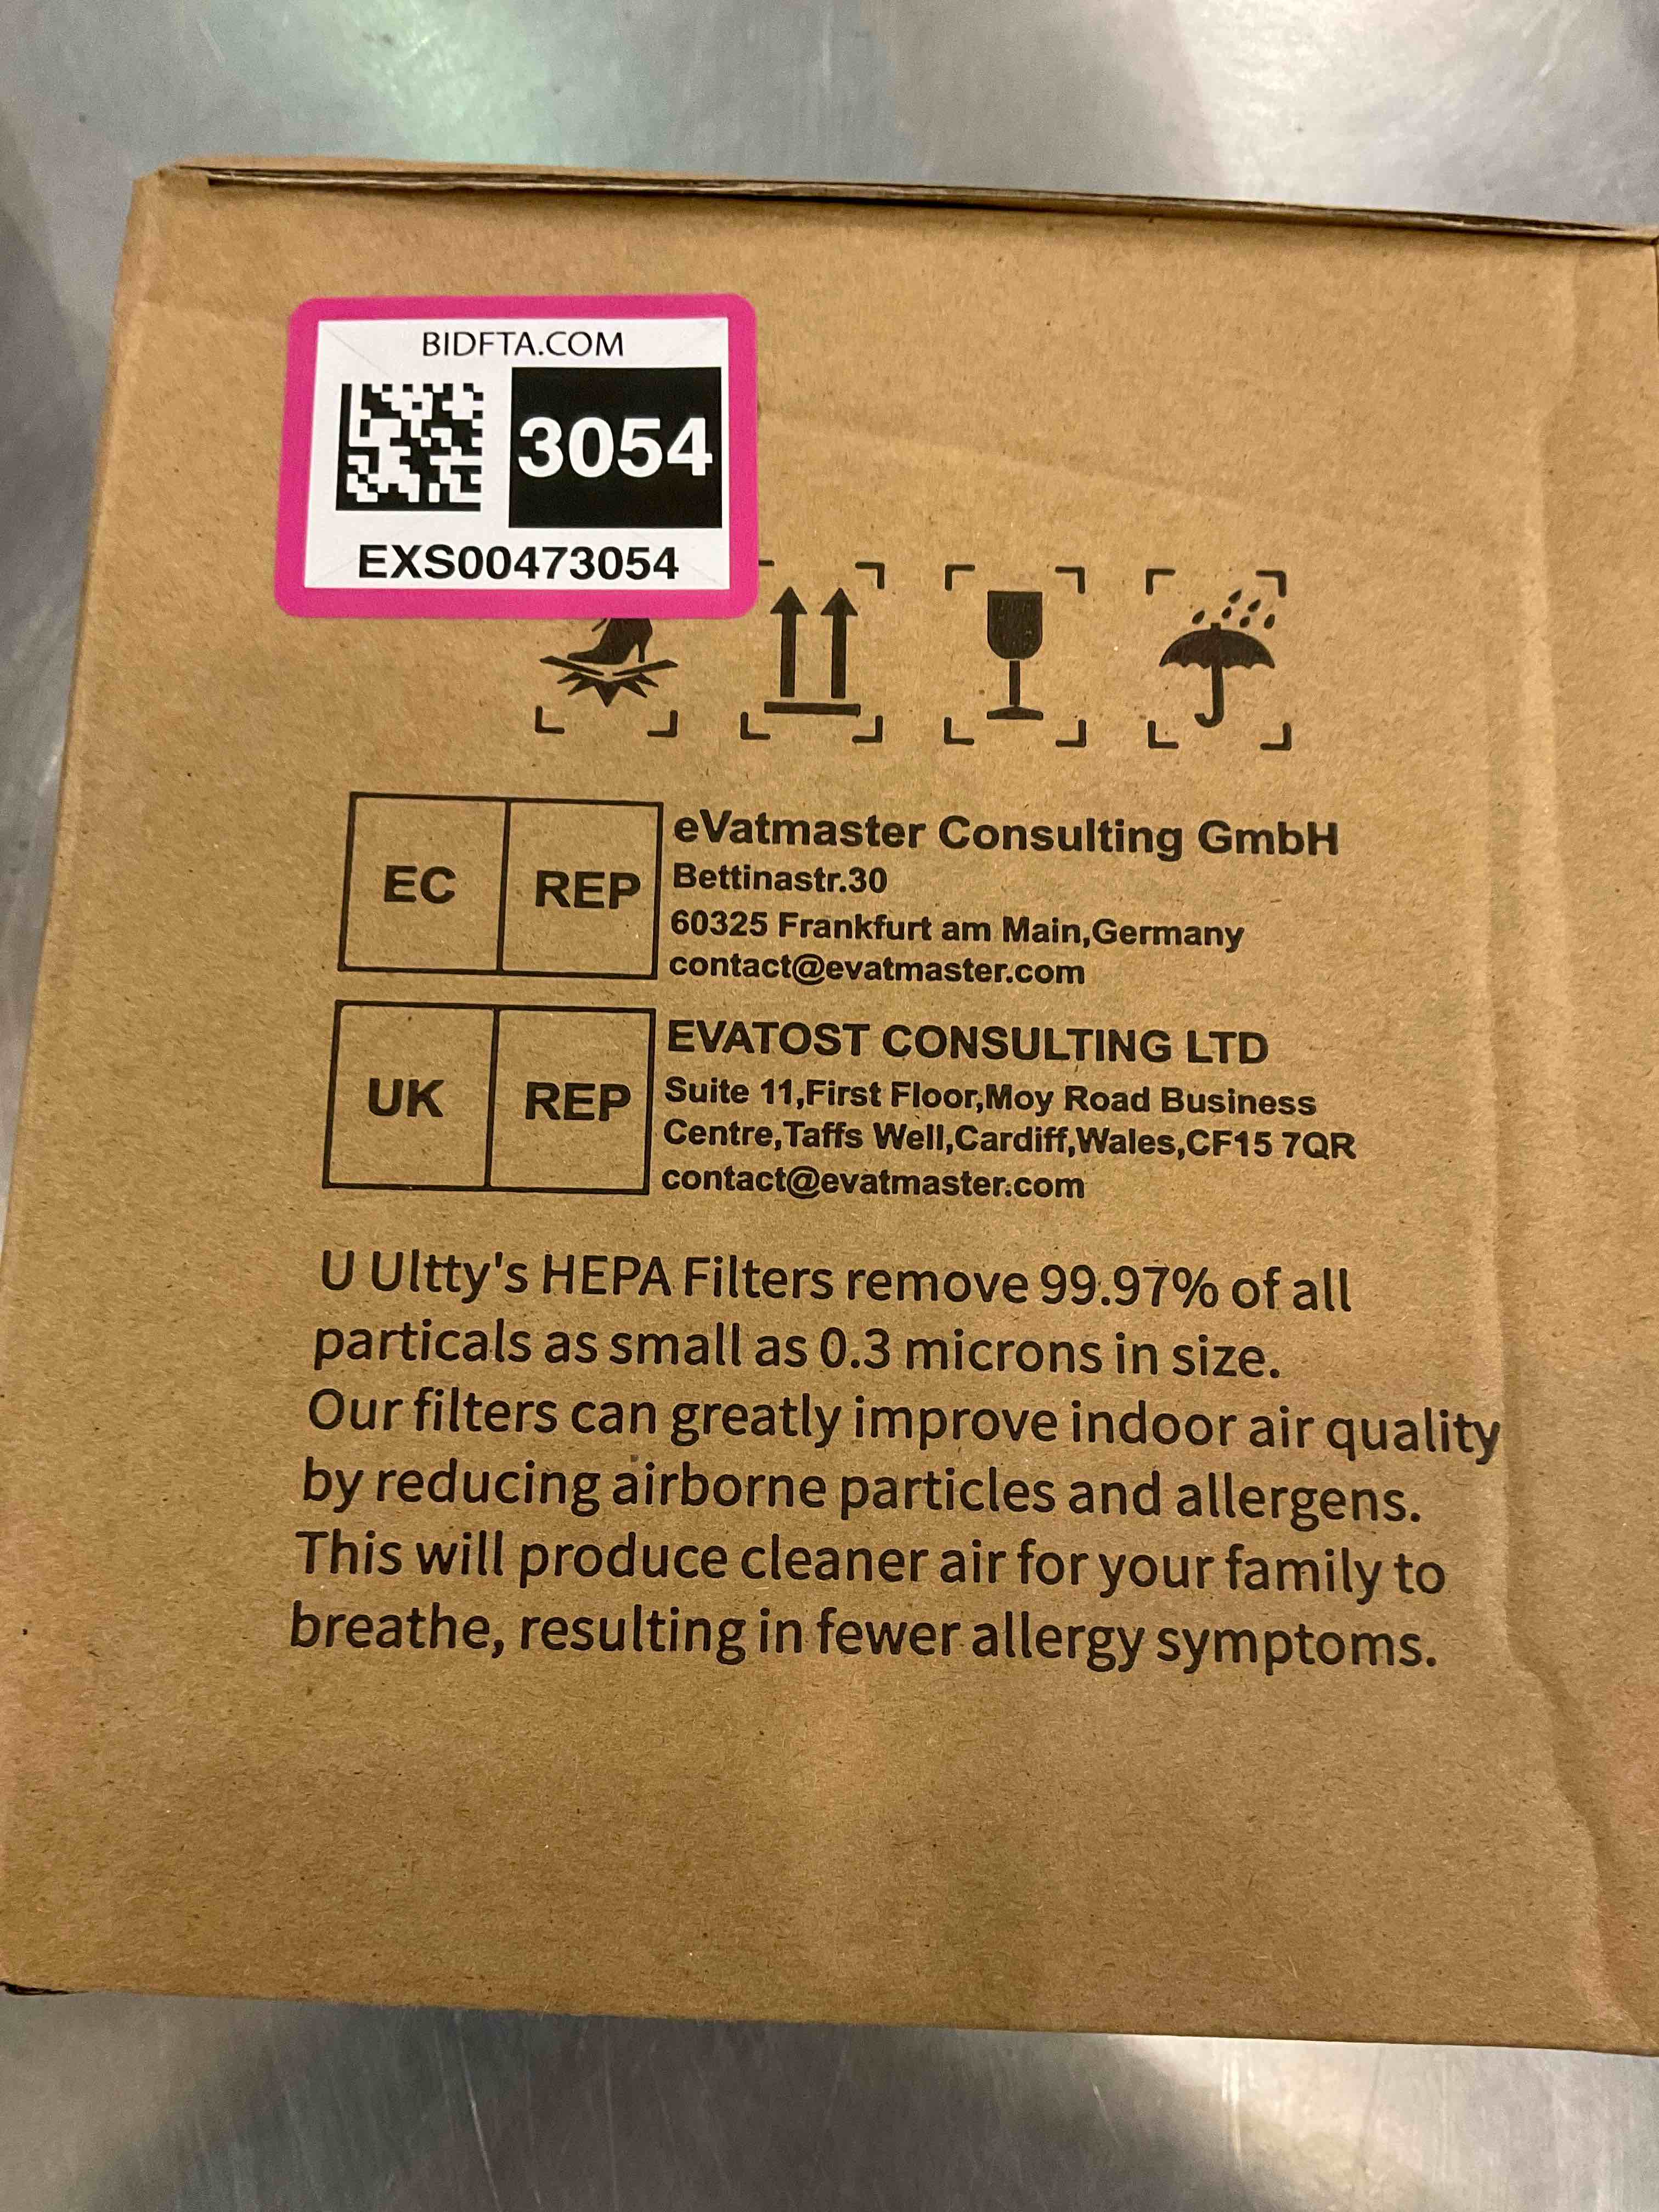 BIDFTA.COM
3054
EXS00473054
EC REP
eVatmaster Consulting GmbH
Bettinastr.30
60325 Frankfurt am Main,Germany
contact@evatmaster.com
UK REP
EVATOST CONSULTING LTD
Suite 11,First Floor,Moy Road Business
Centre,Taffs Well,Cardiff,Wales,CF15 7QR
contact@evatmaster.com
U Ultty's HEPA Filters remove 99.97% of all
particals as small as 0.3 microns in size.
Our filters can greatly improve indoor air quality
by reducing airborne particles and allergens.
This will produce cleaner air for your family to
breathe, resulting in fewer allergy symptoms.